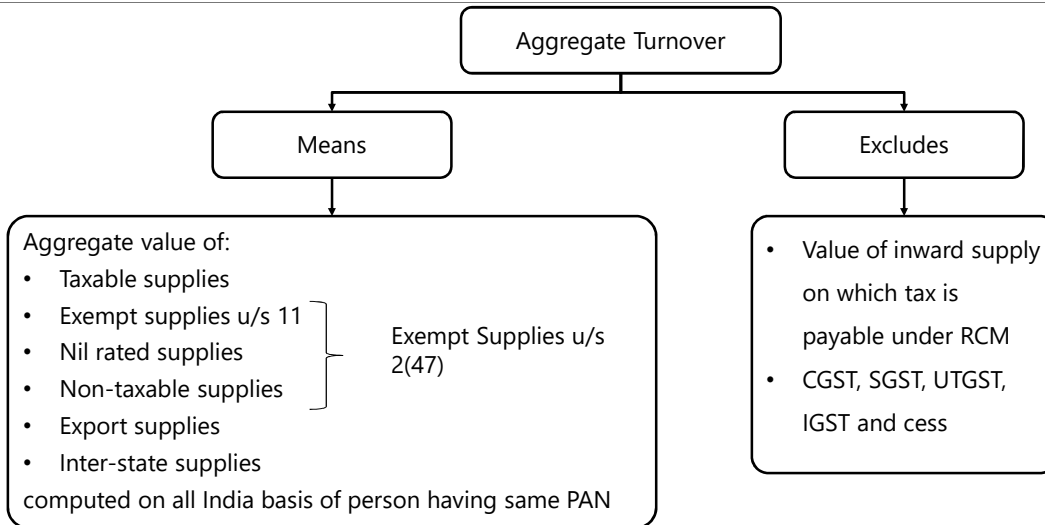 Aggregate Turnover
Means
Excludes
Aggregate value of:
• Taxable supplies
• Exempt supplies u/s 11
• Nil rated supplies
• Non-taxable supplies
• Export supplies
• Inter-state supplies
computed on all India basis of person having same PAN
Exempt Supplies u/s
2(47)
• Value of inward supply
on which tax is
payable under RCM
• CGST, SGST, UTGST,
IGST and cess